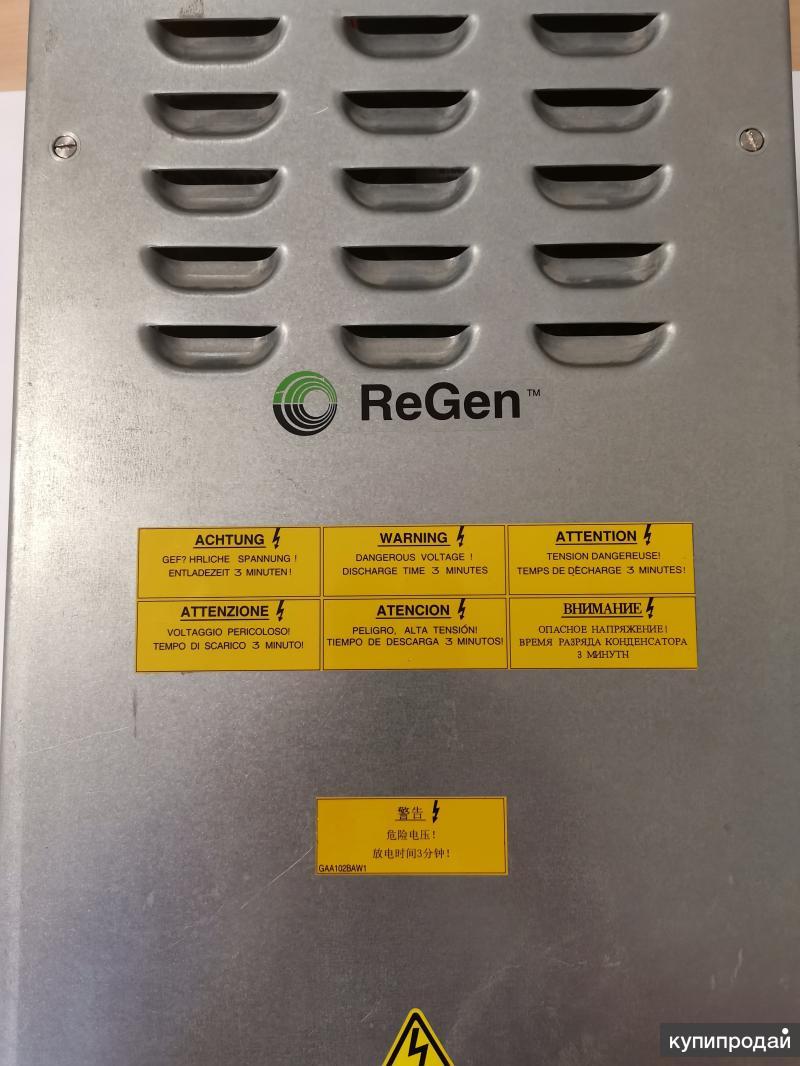 ReGen™
ACHTUNG
GEF? HRLICHE SPANNUNG !
ENTLADEZEIT 3 MINUTEN !
WARNING
DANGEROUS VOLTAGE !
DISCHARGE TIME 3 MINUTES
ATTENTION
TENSION DANGEREUSE!
TEMPS DE DÈCHARGE 3 MINUTES!
ATTENZIONE
VOLTAGGIO PERICOLOSO!
TEMPO DI SCARICO 3 MINUTO!
ATENCION
PELIGRO, ALTA TENSIÓN!
TIEMPO DE DESCARGA 3 MINUTOS!
ВНИМАНИЕ
ОПАСНОЕ НАПРЯЖЕНИЕ!
ВРЕМЯ РАЗРЯДА КОНДЕНСАТОРА
3 МИНУТН
警告
危险电压!
放电时间3分钟!
GAA102BAW1
купипродай